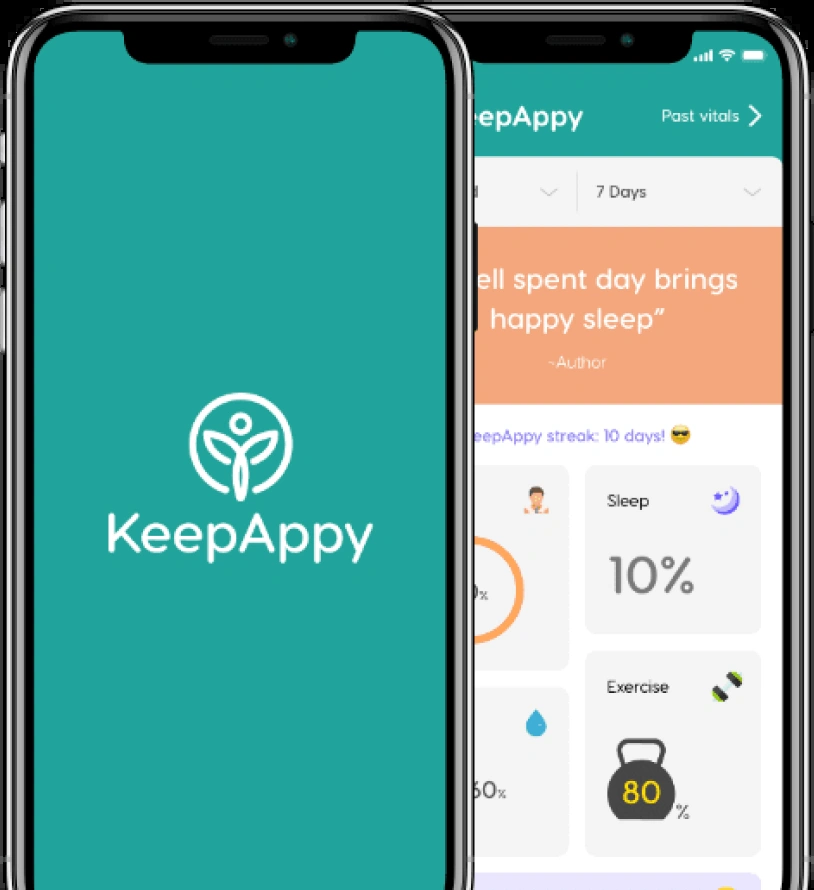 KeepAppy
epAppy
Past vitals
7 Days
ell spent day brings
happy sleep”
~Author
eepAppy streak: 10 days! 😎
Sleep
10%
%
Exercise
80
%
60%